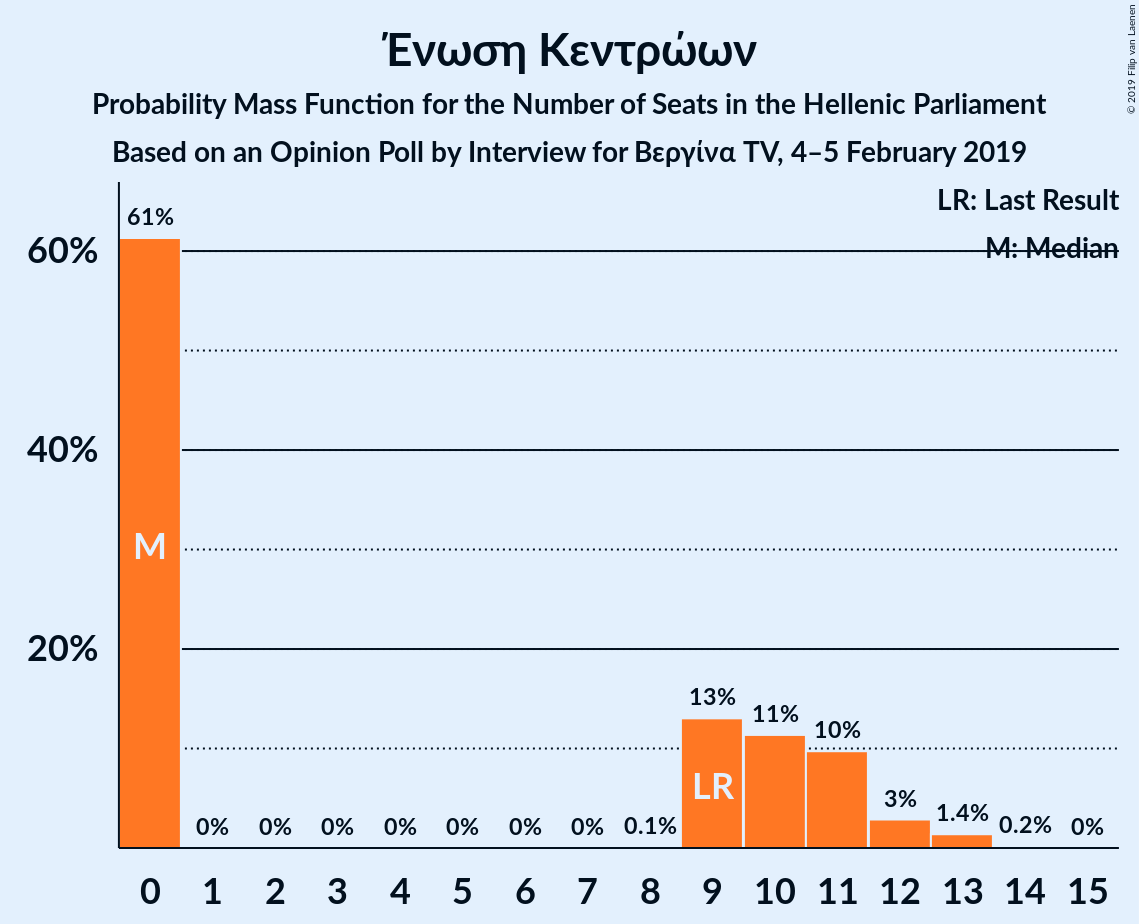 Ένωση Κεντρώων
Probability Mass Function for the Number of Seats in the Hellenic Parliament
Based on an Opinion Poll by Interview for Βεργίνα TV, 4–5 February 2019
© 2019 Filip van Laenen
LR: Last Result
M: Median
60%
40%
20%
61%
0%
0%
0%
0%
0%
0%
0%
0.1%
13%
11%
10%
3%
1.4%
0.2%
0%
M
LR
0 1 2 3 4 5 6 7 8 9 10 11 12 13 14 15